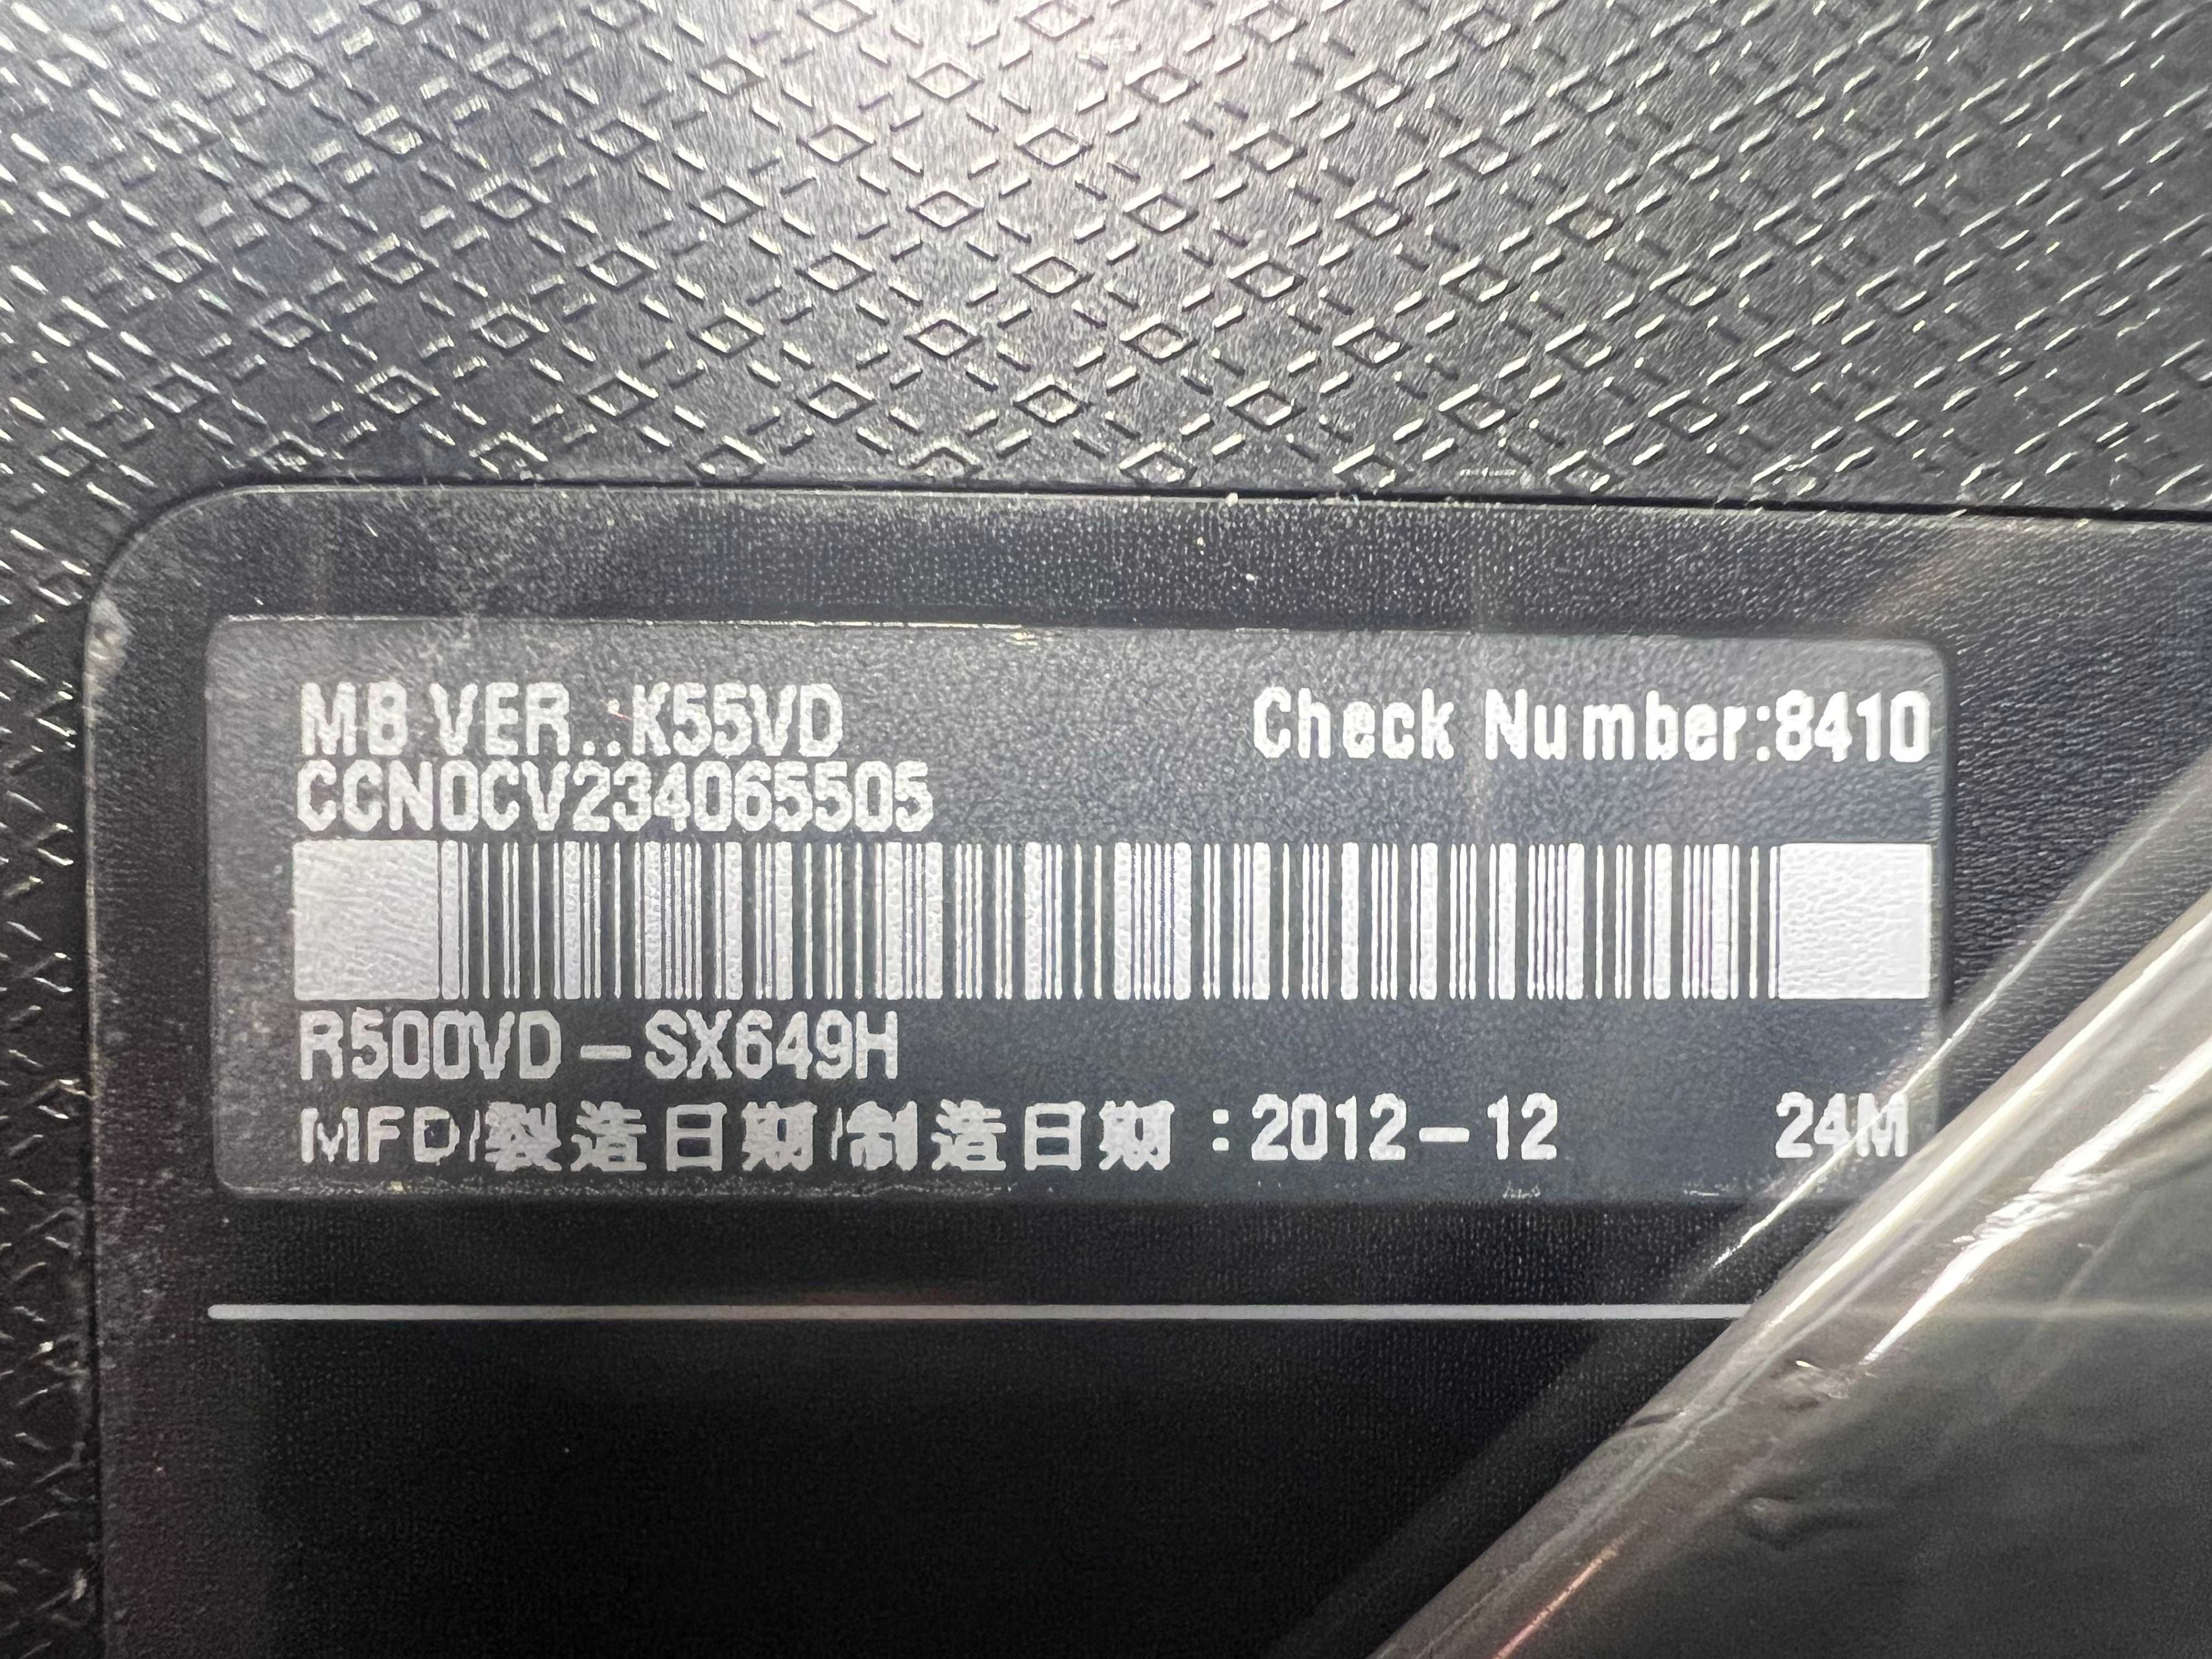 MB VER..:K55VD Check Number:8410
CCN0CV234065505
R500VD-SX649H
MFD/製造日期/制造日期:2012-12 24M